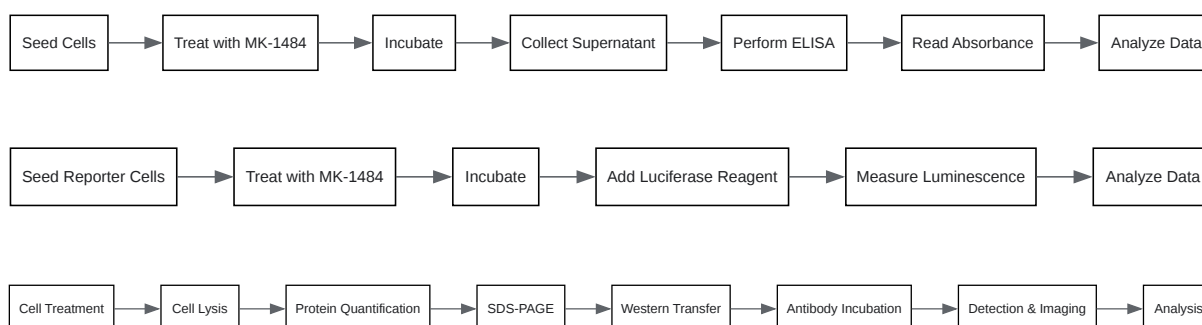 Seed Cells Treat with MK-1484 Incubate Collect Supernatant Perform ELISA Read Absorbance Analyze Data
Seed Reporter Cells Treat with MK-1484 Incubate Add Luciferase Reagent Measure Luminescence Analyze Data
Cell Treatment Cell Lysis Protein Quantification SDS-PAGE Western Transfer Antibody Incubation Detection & Imaging Analysis